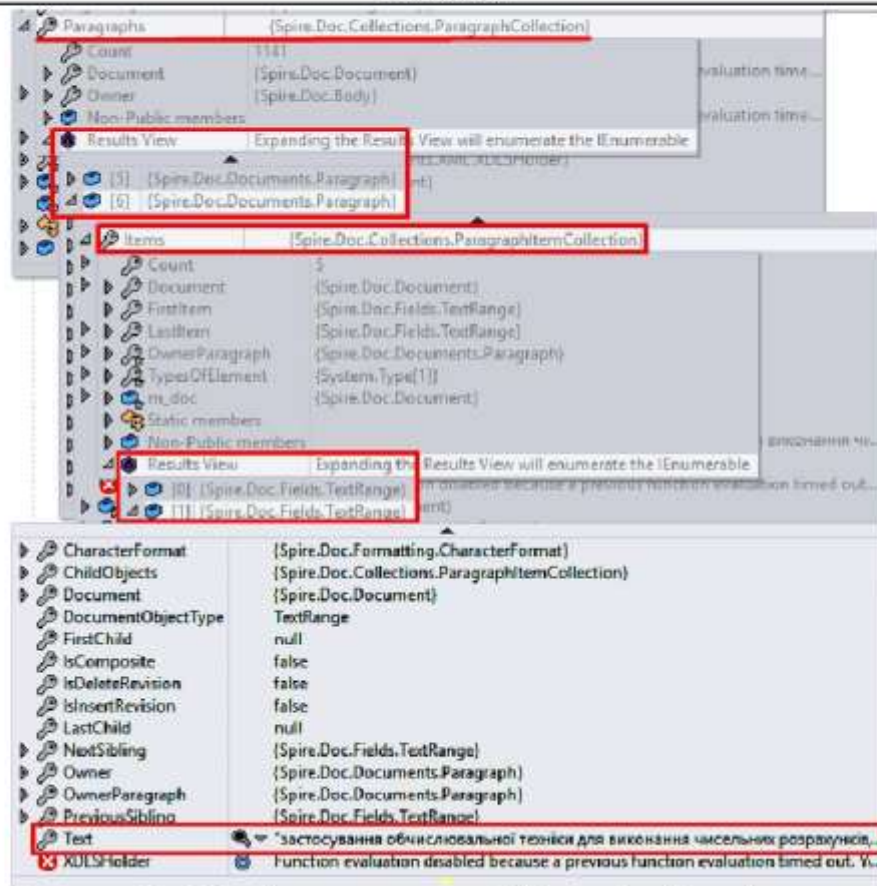 Paragraphs {Spire.Doc.Collections.ParagraphCollection}
Count 1141
Document {Spire.Doc.Document}
Owner {Spire.Doc.Body}
Non-Public members
Results View Expanding the Results View will enumerate the IEnumerable
[5] {Spire.Doc.Documents.Paragraph}
[6] {Spire.Doc.Documents.Paragraph}
Items {Spire.Doc.Collections.ParagraphItemCollection}
Count 5
Document {Spire.Doc.Document}
FirstItem {Spire.Doc.Fields.TextRange}
LastItem {Spire.Doc.Fields.TextRange}
OwnerParagraph {Spire.Doc.Documents.Paragraph}
TypesOfElement {System.Type[1]}
m_doc {Spire.Doc.Document}
Static members
Non-Public members
Results View Expanding the Results View will enumerate the IEnumerable
[0] {Spire.Doc.Fields.TextRange}
[1] {Spire.Doc.Fields.TextRange}
CharacterFormat {Spire.Doc.Formatting.CharacterFormat}
ChildObjects {Spire.Doc.Collections.ParagraphItemCollection}
Document {Spire.Doc.Document}
DocumentObjectType TextRange
FirstChild null
IsComposite false
IsDeleteRevision false
IsInsertRevision false
LastChild null
NextSibling {Spire.Doc.Fields.TextRange}
Owner {Spire.Doc.Documents.Paragraph}
OwnerParagraph {Spire.Doc.Documents.Paragraph}
PreviousSibling {Spire.Doc.Fields.TextRange}
Text "застосування обчислювальної техніки для виконання чисельних розрахунків,...
XDLSHolder Function evaluation disabled because a previous function evaluation timed out. Y...